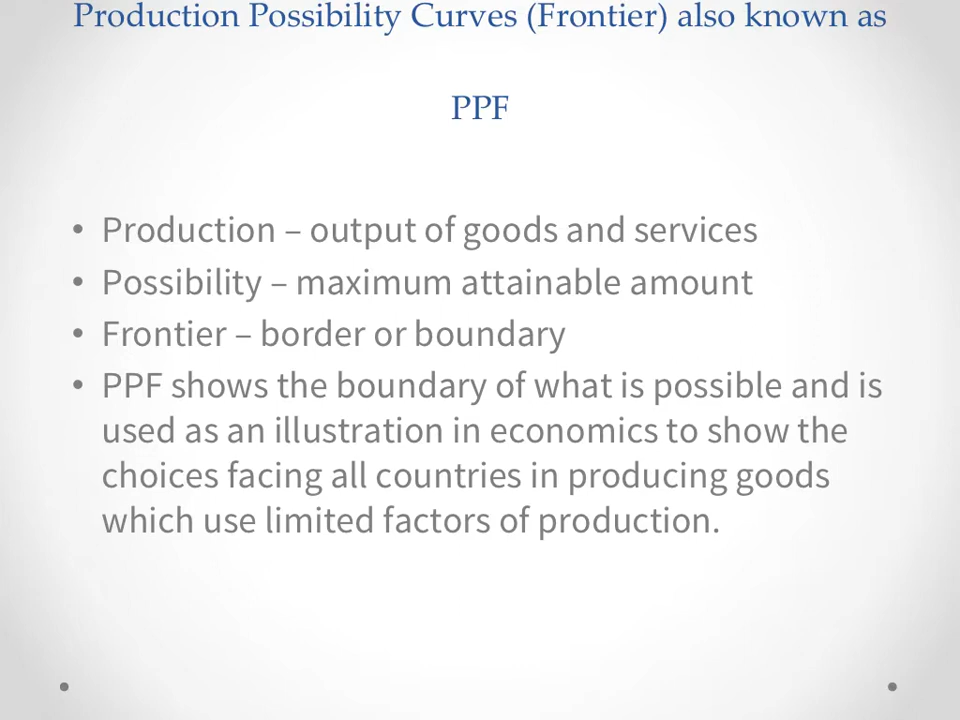 Production Possibility Curves (Frontier) also known as
PPF
• Production – output of goods and services
• Possibility – maximum attainable amount
• Frontier – border or boundary
• PPF shows the boundary of what is possible and is
used as an illustration in economics to show the
choices facing all countries in producing goods
which use limited factors of production.